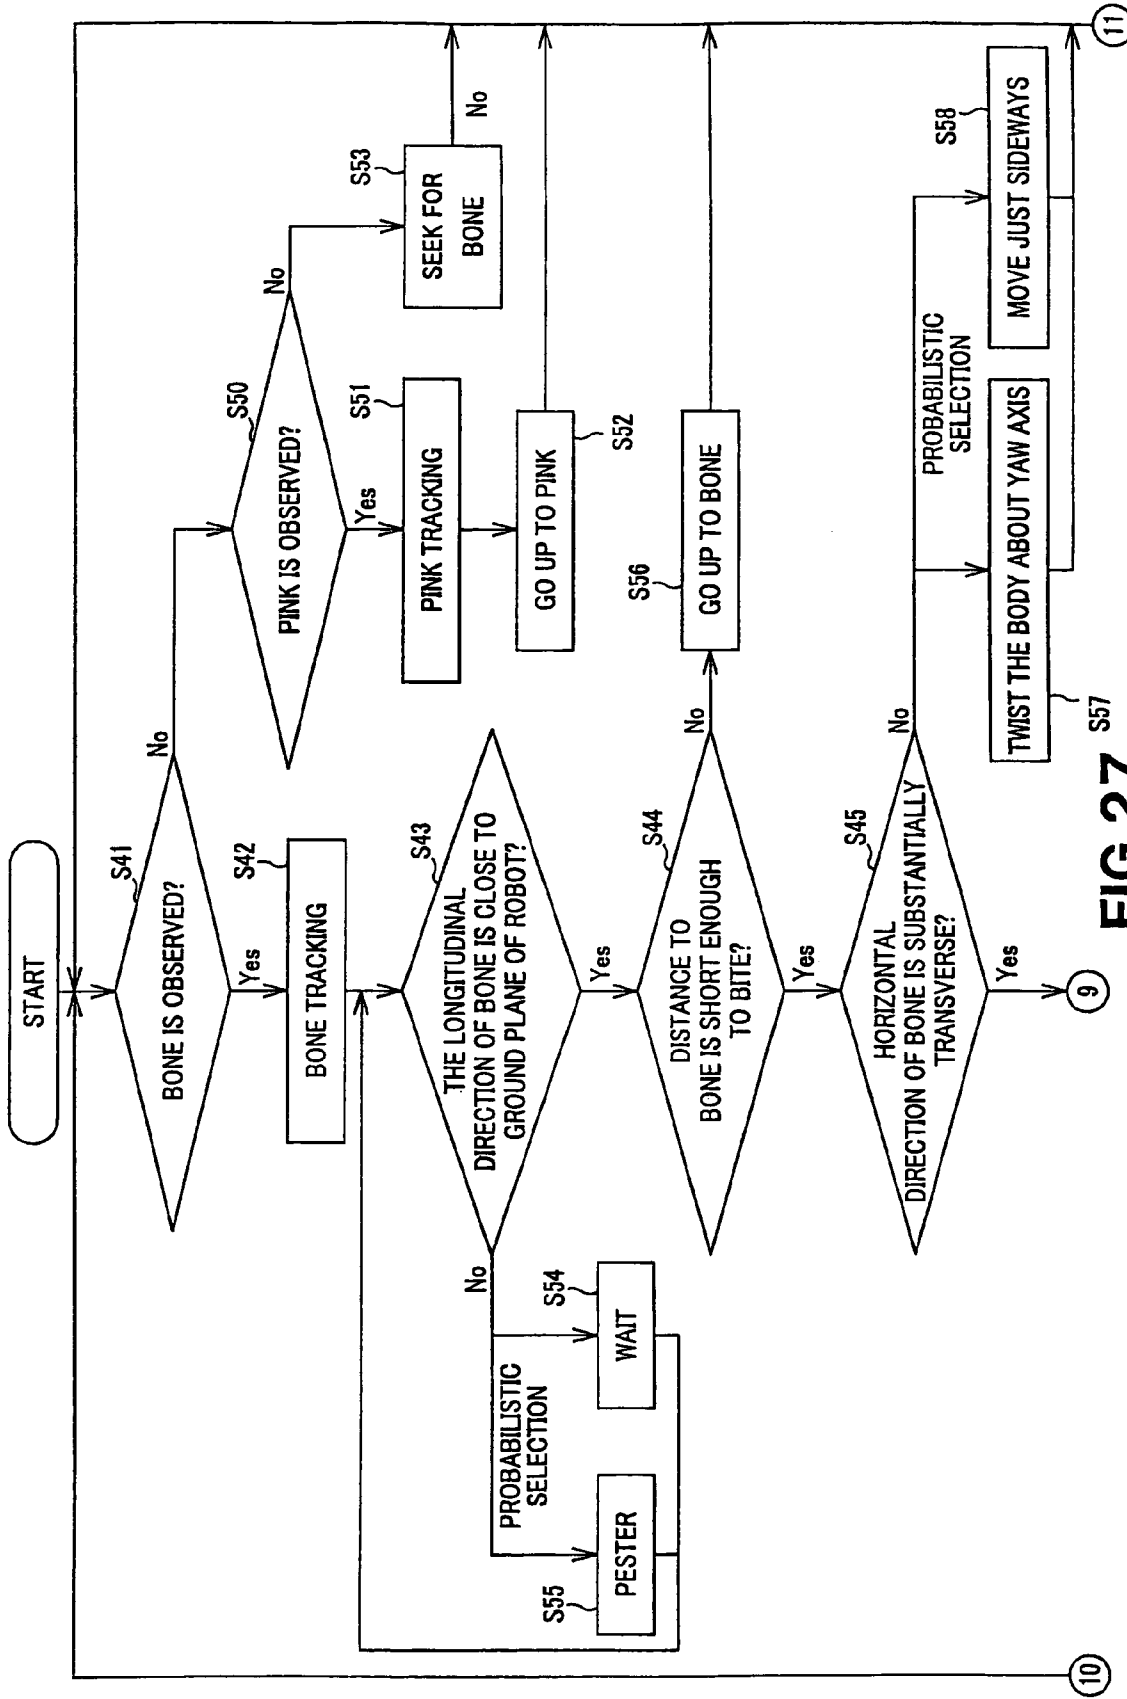 START
S41
BONE IS OBSERVED?
No
Yes
S42
BONE TRACKING
S50
PINK IS OBSERVED?
No
Yes
S51
PINK TRACKING
S52
GO UP TO PINK
S53
SEEK FOR
BONE
No
S43
THE LONGITUDINAL
DIRECTION OF BONE IS CLOSE TO
GROUND PLANE OF ROBOT?
No
Yes
PROBABILISTIC
SELECTION
S54
WAIT
S55
PESTER
S44
DISTANCE TO
BONE IS SHORT ENOUGH
TO BITE?
No
Yes
S56
GO UP TO BONE
S45
HORIZONTAL
DIRECTION OF BONE IS SUBSTANTIALLY
TRANSVERSE?
No
Yes
PROBABILISTIC
SELECTION
S57
TWIST THE BODY ABOUT YAW AXIS
S58
MOVE JUST SIDEWAYS
10
9
11
FIG.27